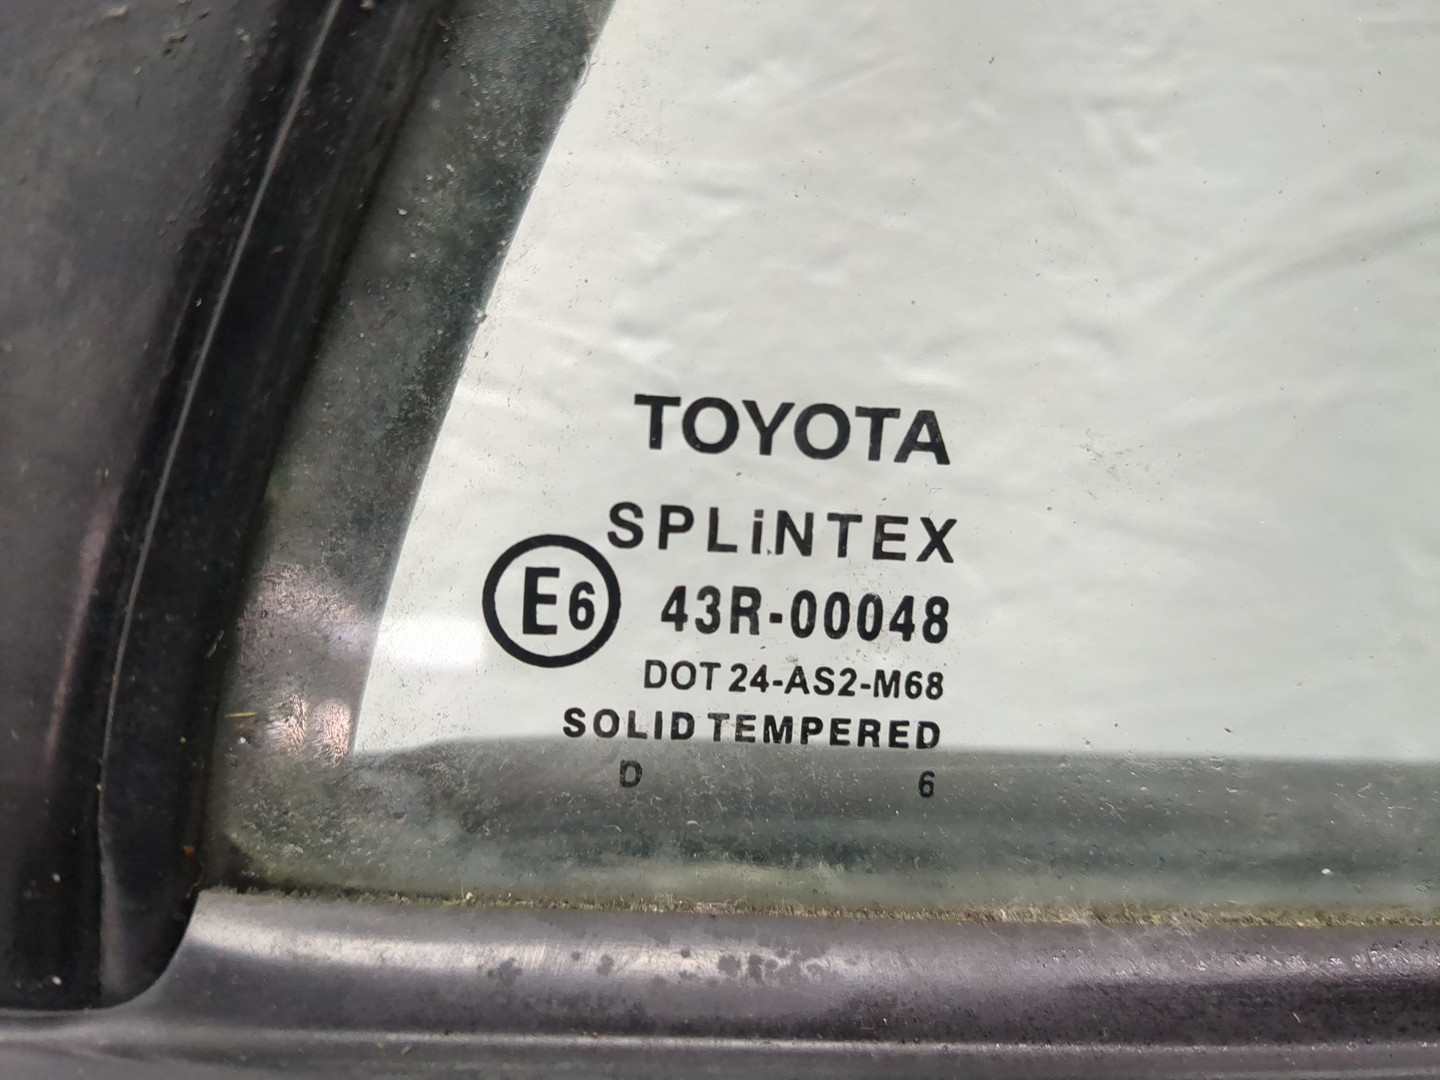 TOYOTA
SPLiNTEX
E6 43R-00048
DOT 24-AS2-M68
SOLID TEMPERED
D 6